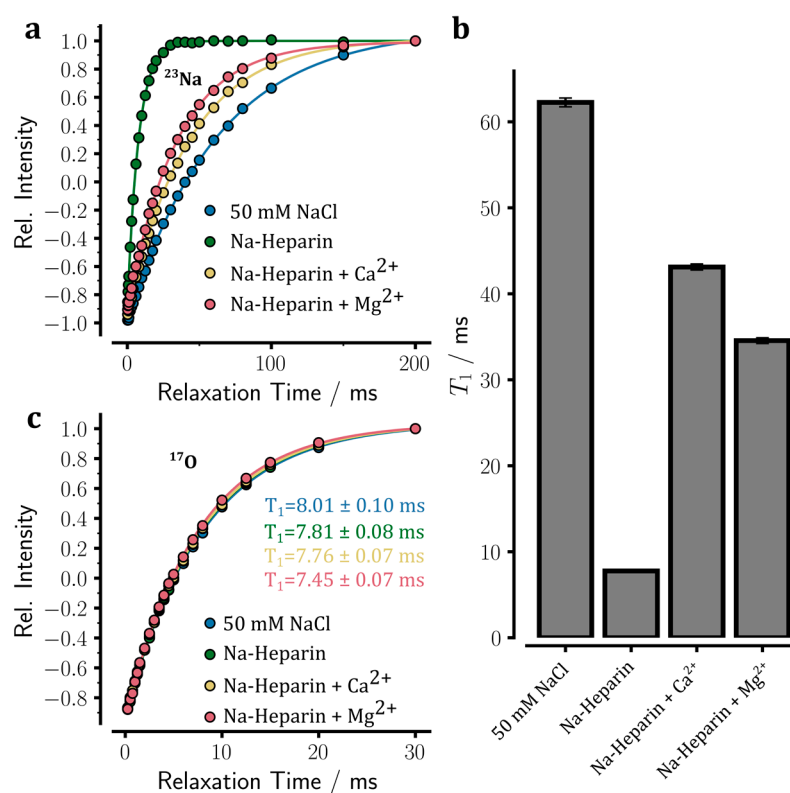 a
1.0
0.8
0.6
0.4
0.2
0.0
−0.2
−0.4
−0.6
−0.8
−1.0
Rel. Intensity
²³Na
50 mM NaCl
Na-Heparin
Na-Heparin + Ca²⁺
Na-Heparin + Mg²⁺
0 100 200
Relaxation Time / ms
b
60
50
40
30
20
10
0
T₁ / ms
50 mM NaCl
Na-Heparin
Na-Heparin + Ca²⁺
Na-Heparin + Mg²⁺
c
1.0
0.8
0.6
0.4
0.2
0.0
−0.2
−0.4
−0.6
−0.8
Rel. Intensity
¹⁷O
T₁=8.01 ± 0.10 ms
T₁=7.81 ± 0.08 ms
T₁=7.76 ± 0.07 ms
T₁=7.45 ± 0.07 ms
50 mM NaCl
Na-Heparin
Na-Heparin + Ca²⁺
Na-Heparin + Mg²⁺
0 10 20 30
Relaxation Time / ms